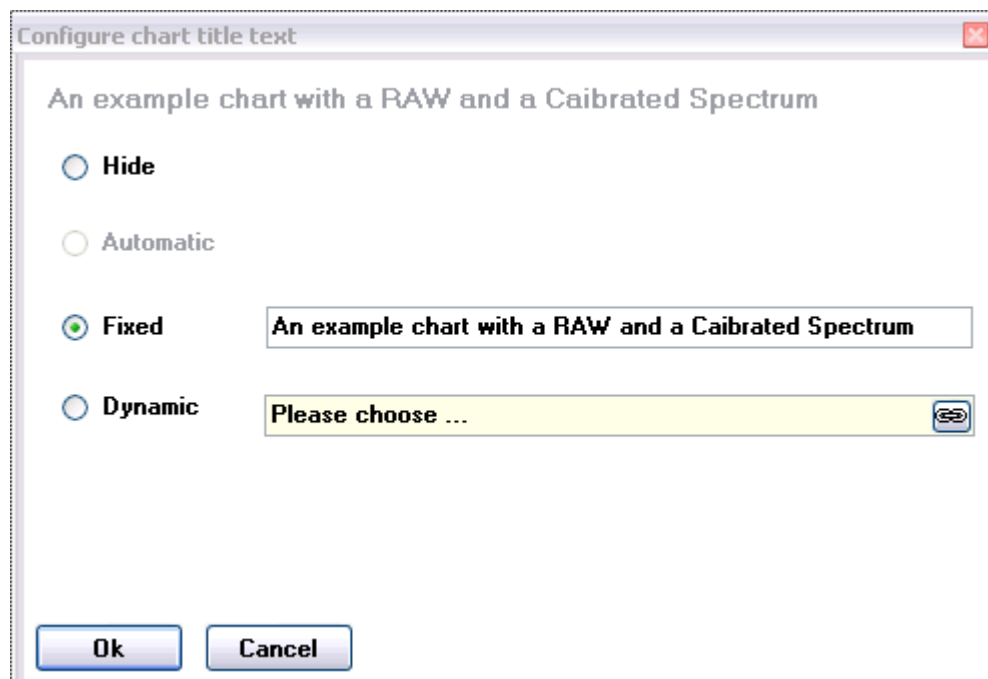 Configure chart title text
An example chart with a RAW and a Caibrated Spectrum
Hide
Automatic
Fixed An example chart with a RAW and a Caibrated Spectrum
Dynamic Please choose ...
Ok Cancel